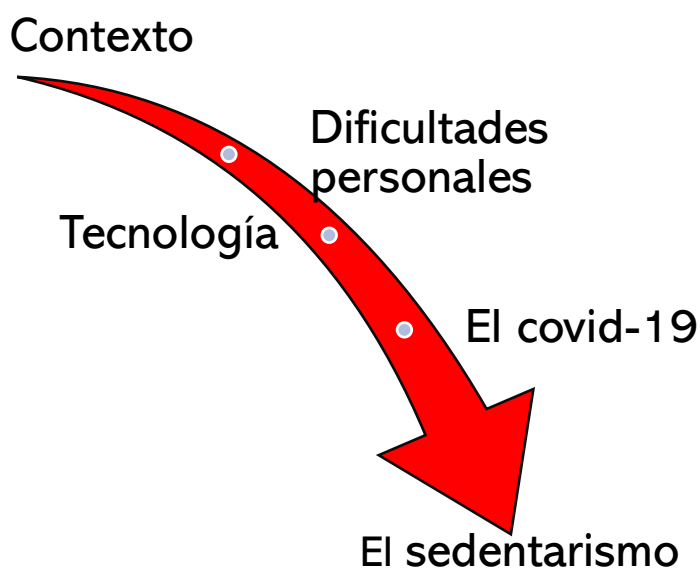 Contexto
Dificultades
personales
Tecnología
El covid-19
El sedentarismo